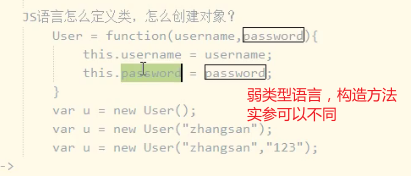 JS语言怎么定义类，怎么创建对象？
User = function(username,password){
this.username = username;
this.password = password;
}
var u = new User();
var u = new User("zhangsan");
var u = new User("zhangsan","123");
弱类型语言，构造方法
实参可以不同
->